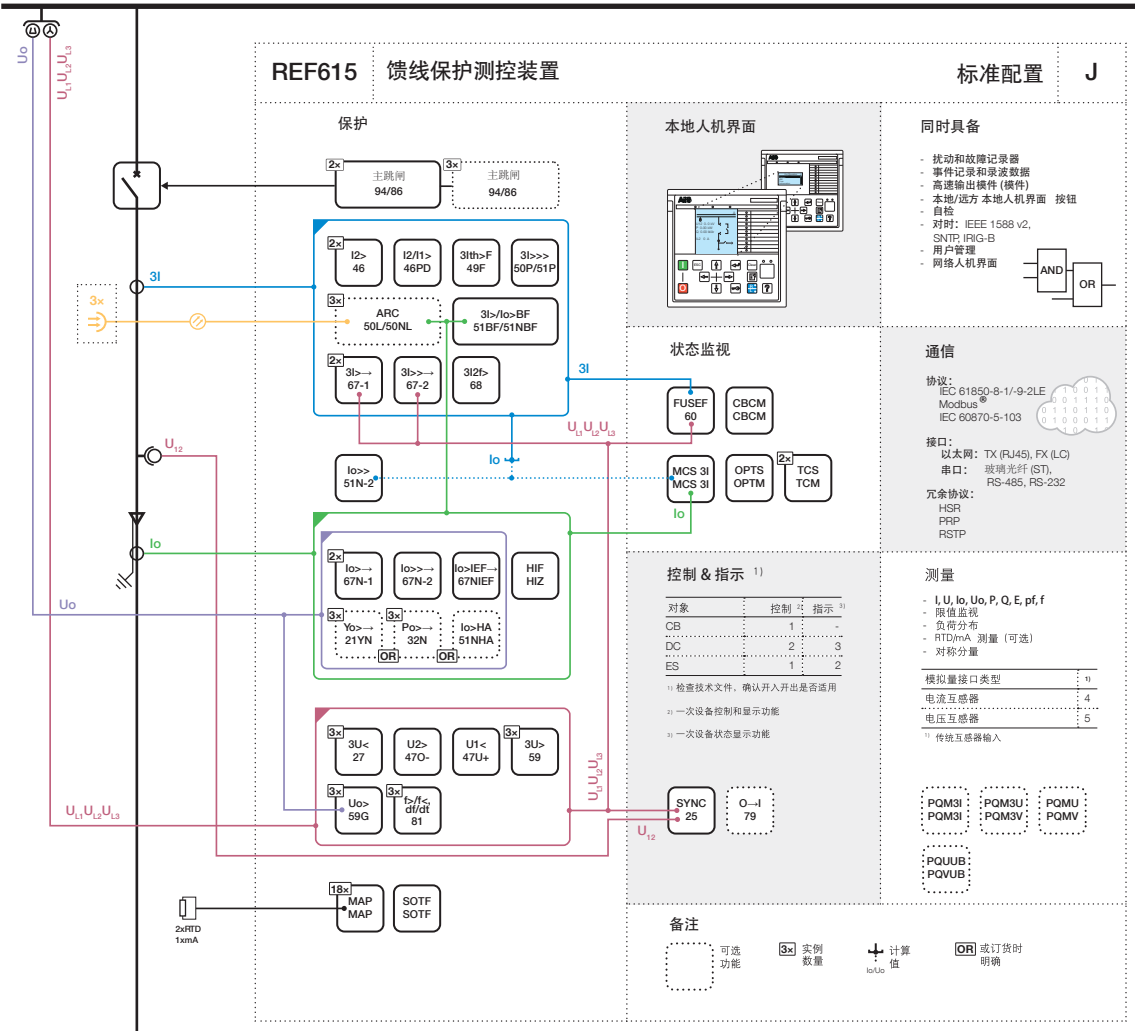 Uo
UL1UL2UL3
REF615
馈线保护测控装置
标准配置
J
保护
2×
主跳闸
94/86
3×
主跳闸
94/86
3I
3×
2×
I2>
46
I2/I1>
46PD
3Ith>F
49F
3I>>>
50P/51P
3×
ARC
50L/50NL
3I>/Io>BF
51BF/51NBF
2×
3I>→
67-1
3I>>→
67-2
3I2f>
68
3I
UL1UL2UL3
U12
Io
Io>>
51N-2
Io
2×
Io>→
67N-1
Io>>→
67N-2
Io>IEF→
67NIEF
HIF
HIZ
Uo
3×
Yo>→
21YN
OR
3×
Po>→
32N
OR
Io>HA
51NHA
Io
3×
3U<
27
U2>
47O-
U1<
47U+
3×
3U>
59
3×
Uo>
59G
3×
f>/f<,
df/dt
81
UL1UL2UL3
UL1UL2UL3
U12
2xRTD
1xmA
18×
MAP
MAP
SOTF
SOTF
本地人机界面
ABB
ABB
状态监视
FUSEF
60
CBCM
CBCM
MCS 3I
MCS 3I
OPTS
OPTM
2×
TCS
TCM
控制 & 指示 1)
对象 控制 2) 指示 3)
CB 1 -
DC 2 3
ES 1 2
1) 检查技术文件、确认开入开出是否适用
2) 一次设备控制和显示功能
3) 一次设备状态显示功能
SYNC
25
O→I
79
同时具备
- 扰动和故障记录器
- 事件记录和录波数据
- 高速输出模件 (模件)
- 本地/远方 本地人机界面 按钮
- 自检
- 对时：IEEE 1588 v2,
SNTP, IRIG-B
- 用户管理
- 网络人机界面
AND
OR
通信
协议：
IEC 61850-8-1/-9-2LE
Modbus®
IEC 60870-5-103
接口：
以太网：TX (RJ45), FX (LC)
串口： 玻璃光纤 (ST),
RS-485, RS-232
冗余协议：
HSR
PRP
RSTP
测量
- I, U, Io, Uo, P, Q, E, pf, f
- 限值监视
- 负荷分布
- RTD/mA 测量（可选）
- 对称分量
模拟量接口类型 1)
电流互感器 4
电压互感器 5
1) 传统互感器输入
PQM3I
PQM3I
PQM3U
PQM3V
PQMU
PQMV
PQUUB
PQVUB
备注
可选
功能
3× 实例
数量
Io/Uo
计算
值
OR 或订货时
明确